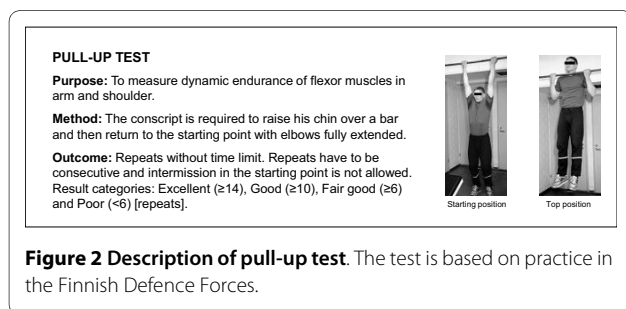 PULL-UP TEST
Purpose: To measure dynamic endurance of flexor muscles in
arm and shoulder.
Method: The conscript is required to raise his chin over a bar
and then return to the starting point with elbows fully extended.
Outcome: Repeats without time limit. Repeats have to be
consecutive and intermission in the starting point is not allowed.
Result categories: Excellent (≥14), Good (≥10), Fair good (≥6)
and Poor (<6) [repeats].
Starting position
Top position
Figure 2 Description of pull-up test. The test is based on practice in
the Finnish Defence Forces.